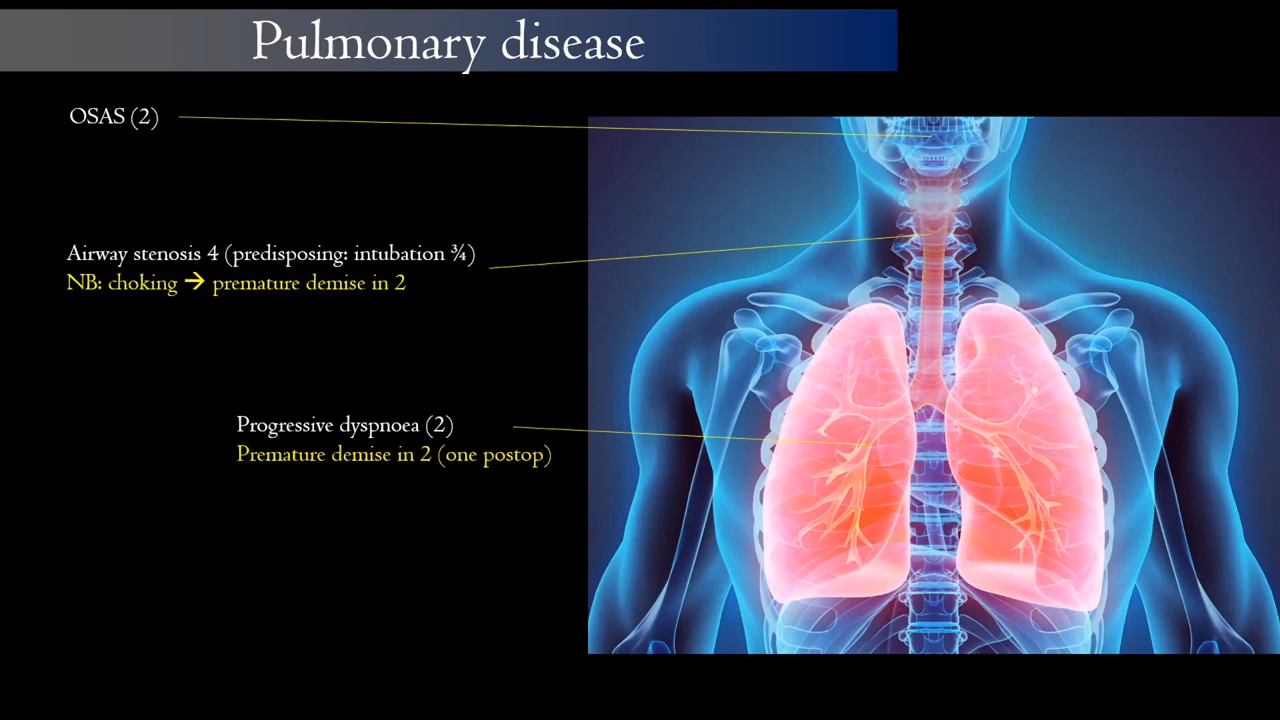 Pulmonary disease
OSAS (2)
Airway stenosis 4 (predisposing: intubation ¾)
NB: choking → premature demise in 2
Progressive dyspnoea (2)
Premature demise in 2 (one postop)